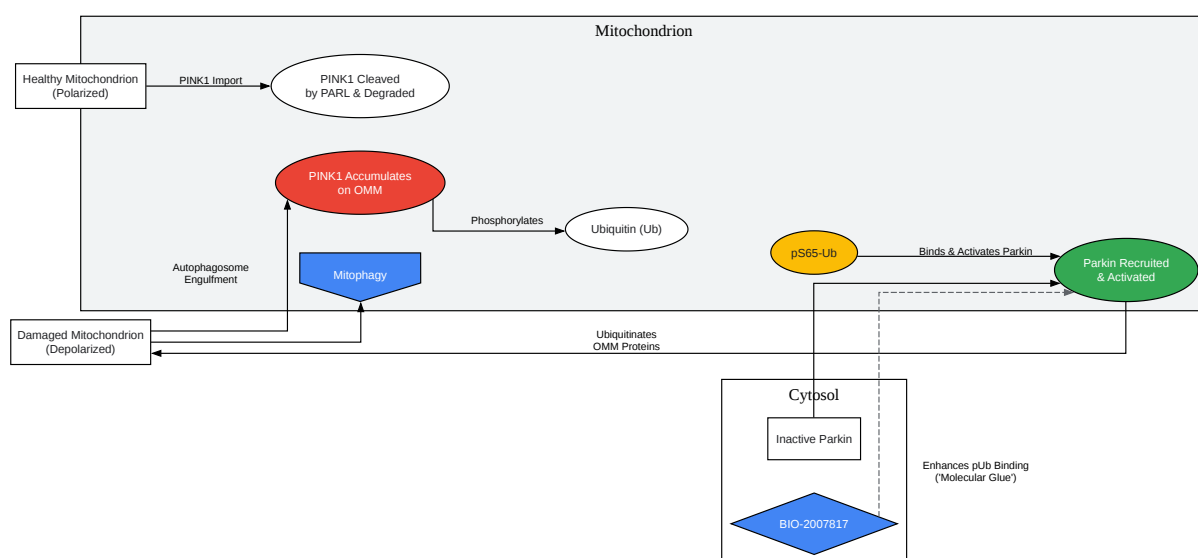 Mitochondrion
Healthy Mitochondrion
(Polarized)
PINK1 Import
PINK1 Cleaved
by PARL & Degraded
PINK1 Accumulates
on OMM
Phosphorylates
Ubiquitin (Ub)
pS65-Ub
Binds & Activates Parkin
Parkin Recruited
& Activated
Autophagosome
Engulfment
Mitophagy
Damaged Mitochondrion
(Depolarized)
Ubiquitinates
OMM Proteins
Cytosol
Inactive Parkin
Enhances pUb Binding
('Molecular Glue')
BIO-2007817